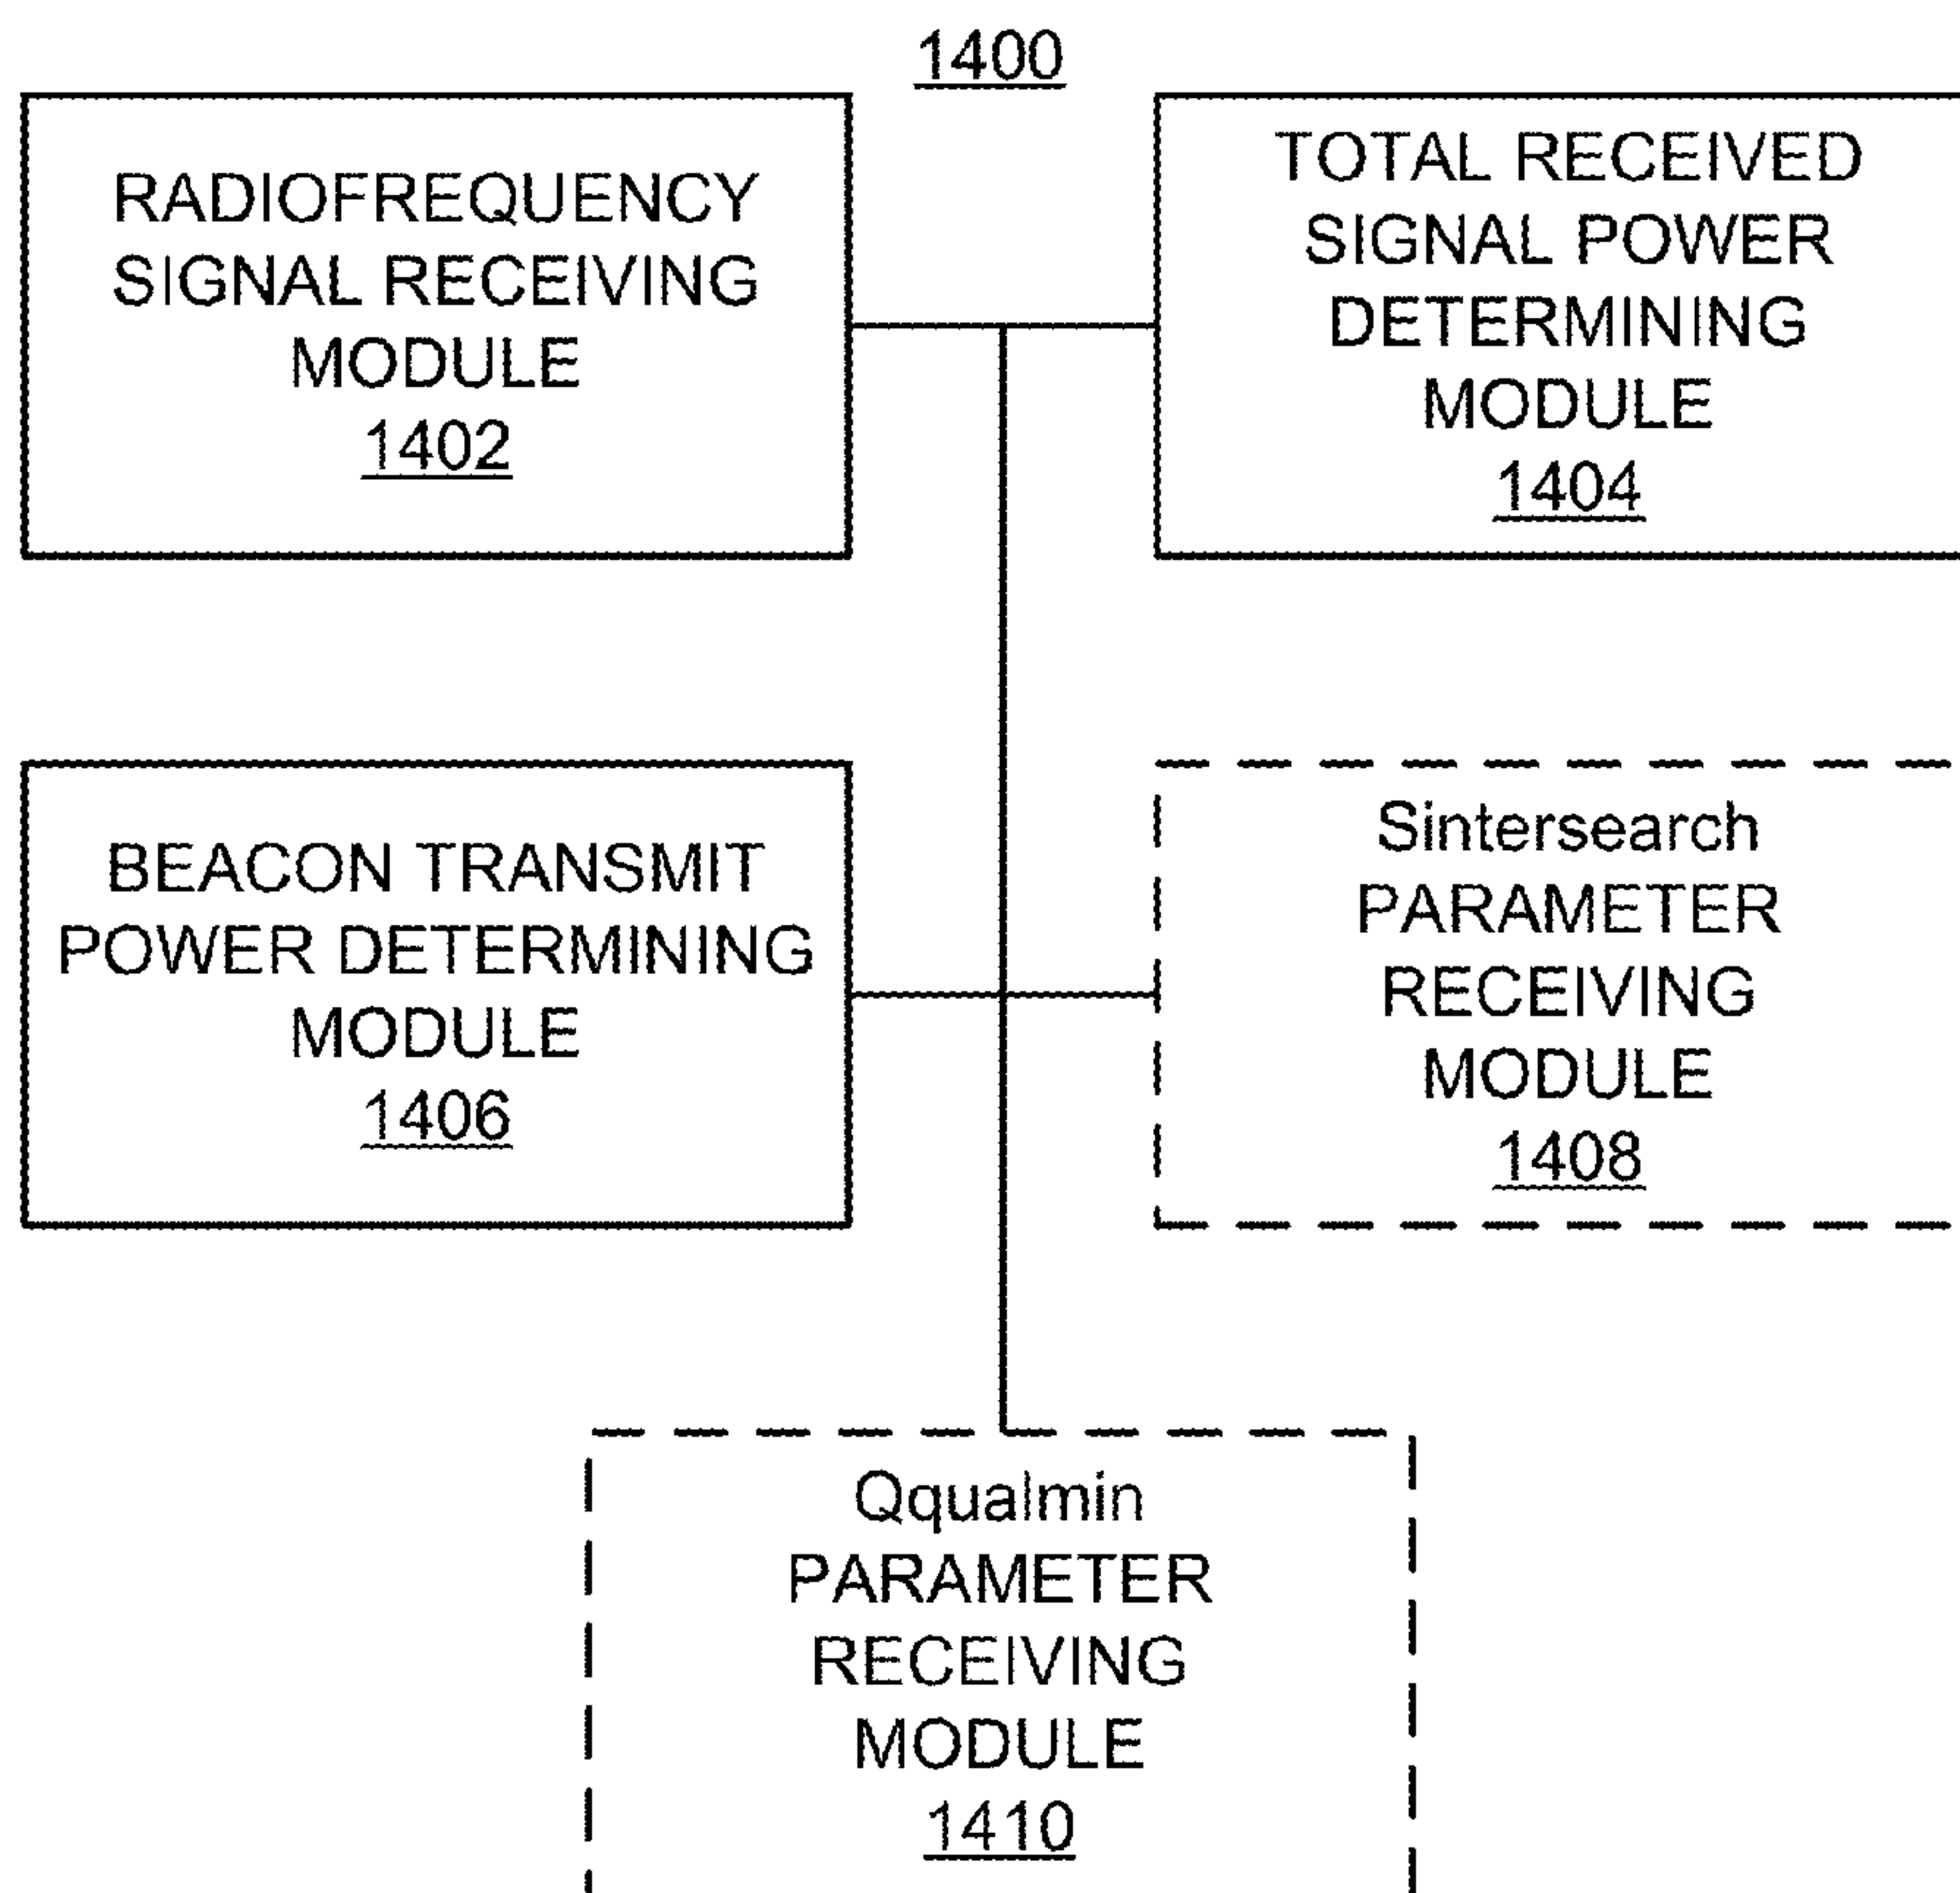 1400
RADIOFREQUENCY
SIGNAL RECEIVING
MODULE
1402
TOTAL RECEIVED
SIGNAL POWER
DETERMINING
MODULE
1404
BEACON TRANSMIT
POWER DETERMINING
MODULE
1406
Sintersearch
PARAMETER
RECEIVING
MODULE
1408
Qqualmin
PARAMETER
RECEIVING
MODULE
1410